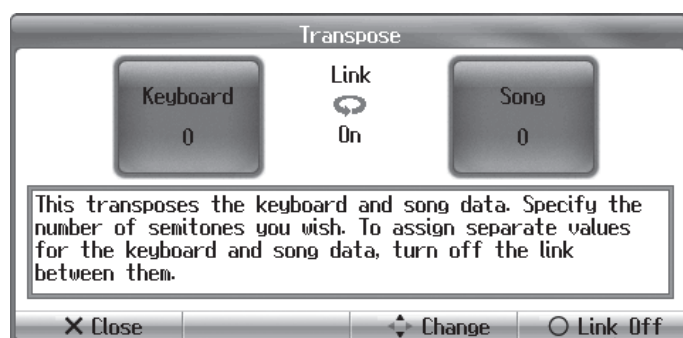 Transpose
Keyboard
0
Link
On
Song
0
This transposes the keyboard and song data. Specify the
number of semitones you wish. To assign separate values
for the keyboard and song data, turn off the link
between them.
Close Change Link Off